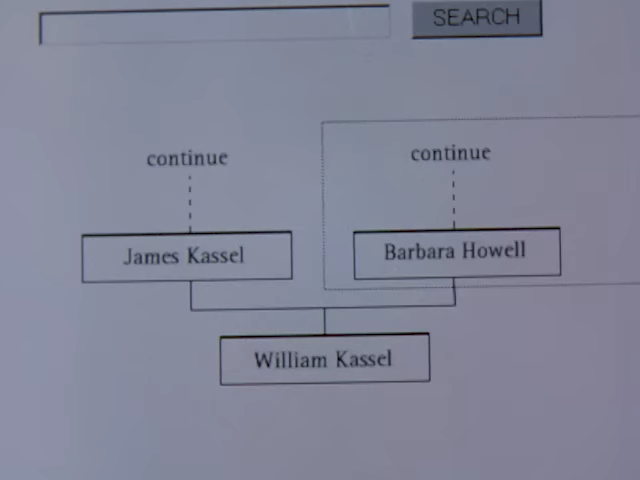 SEARCH
continue
continue
James Kassel
Barbara Howell
William Kassel